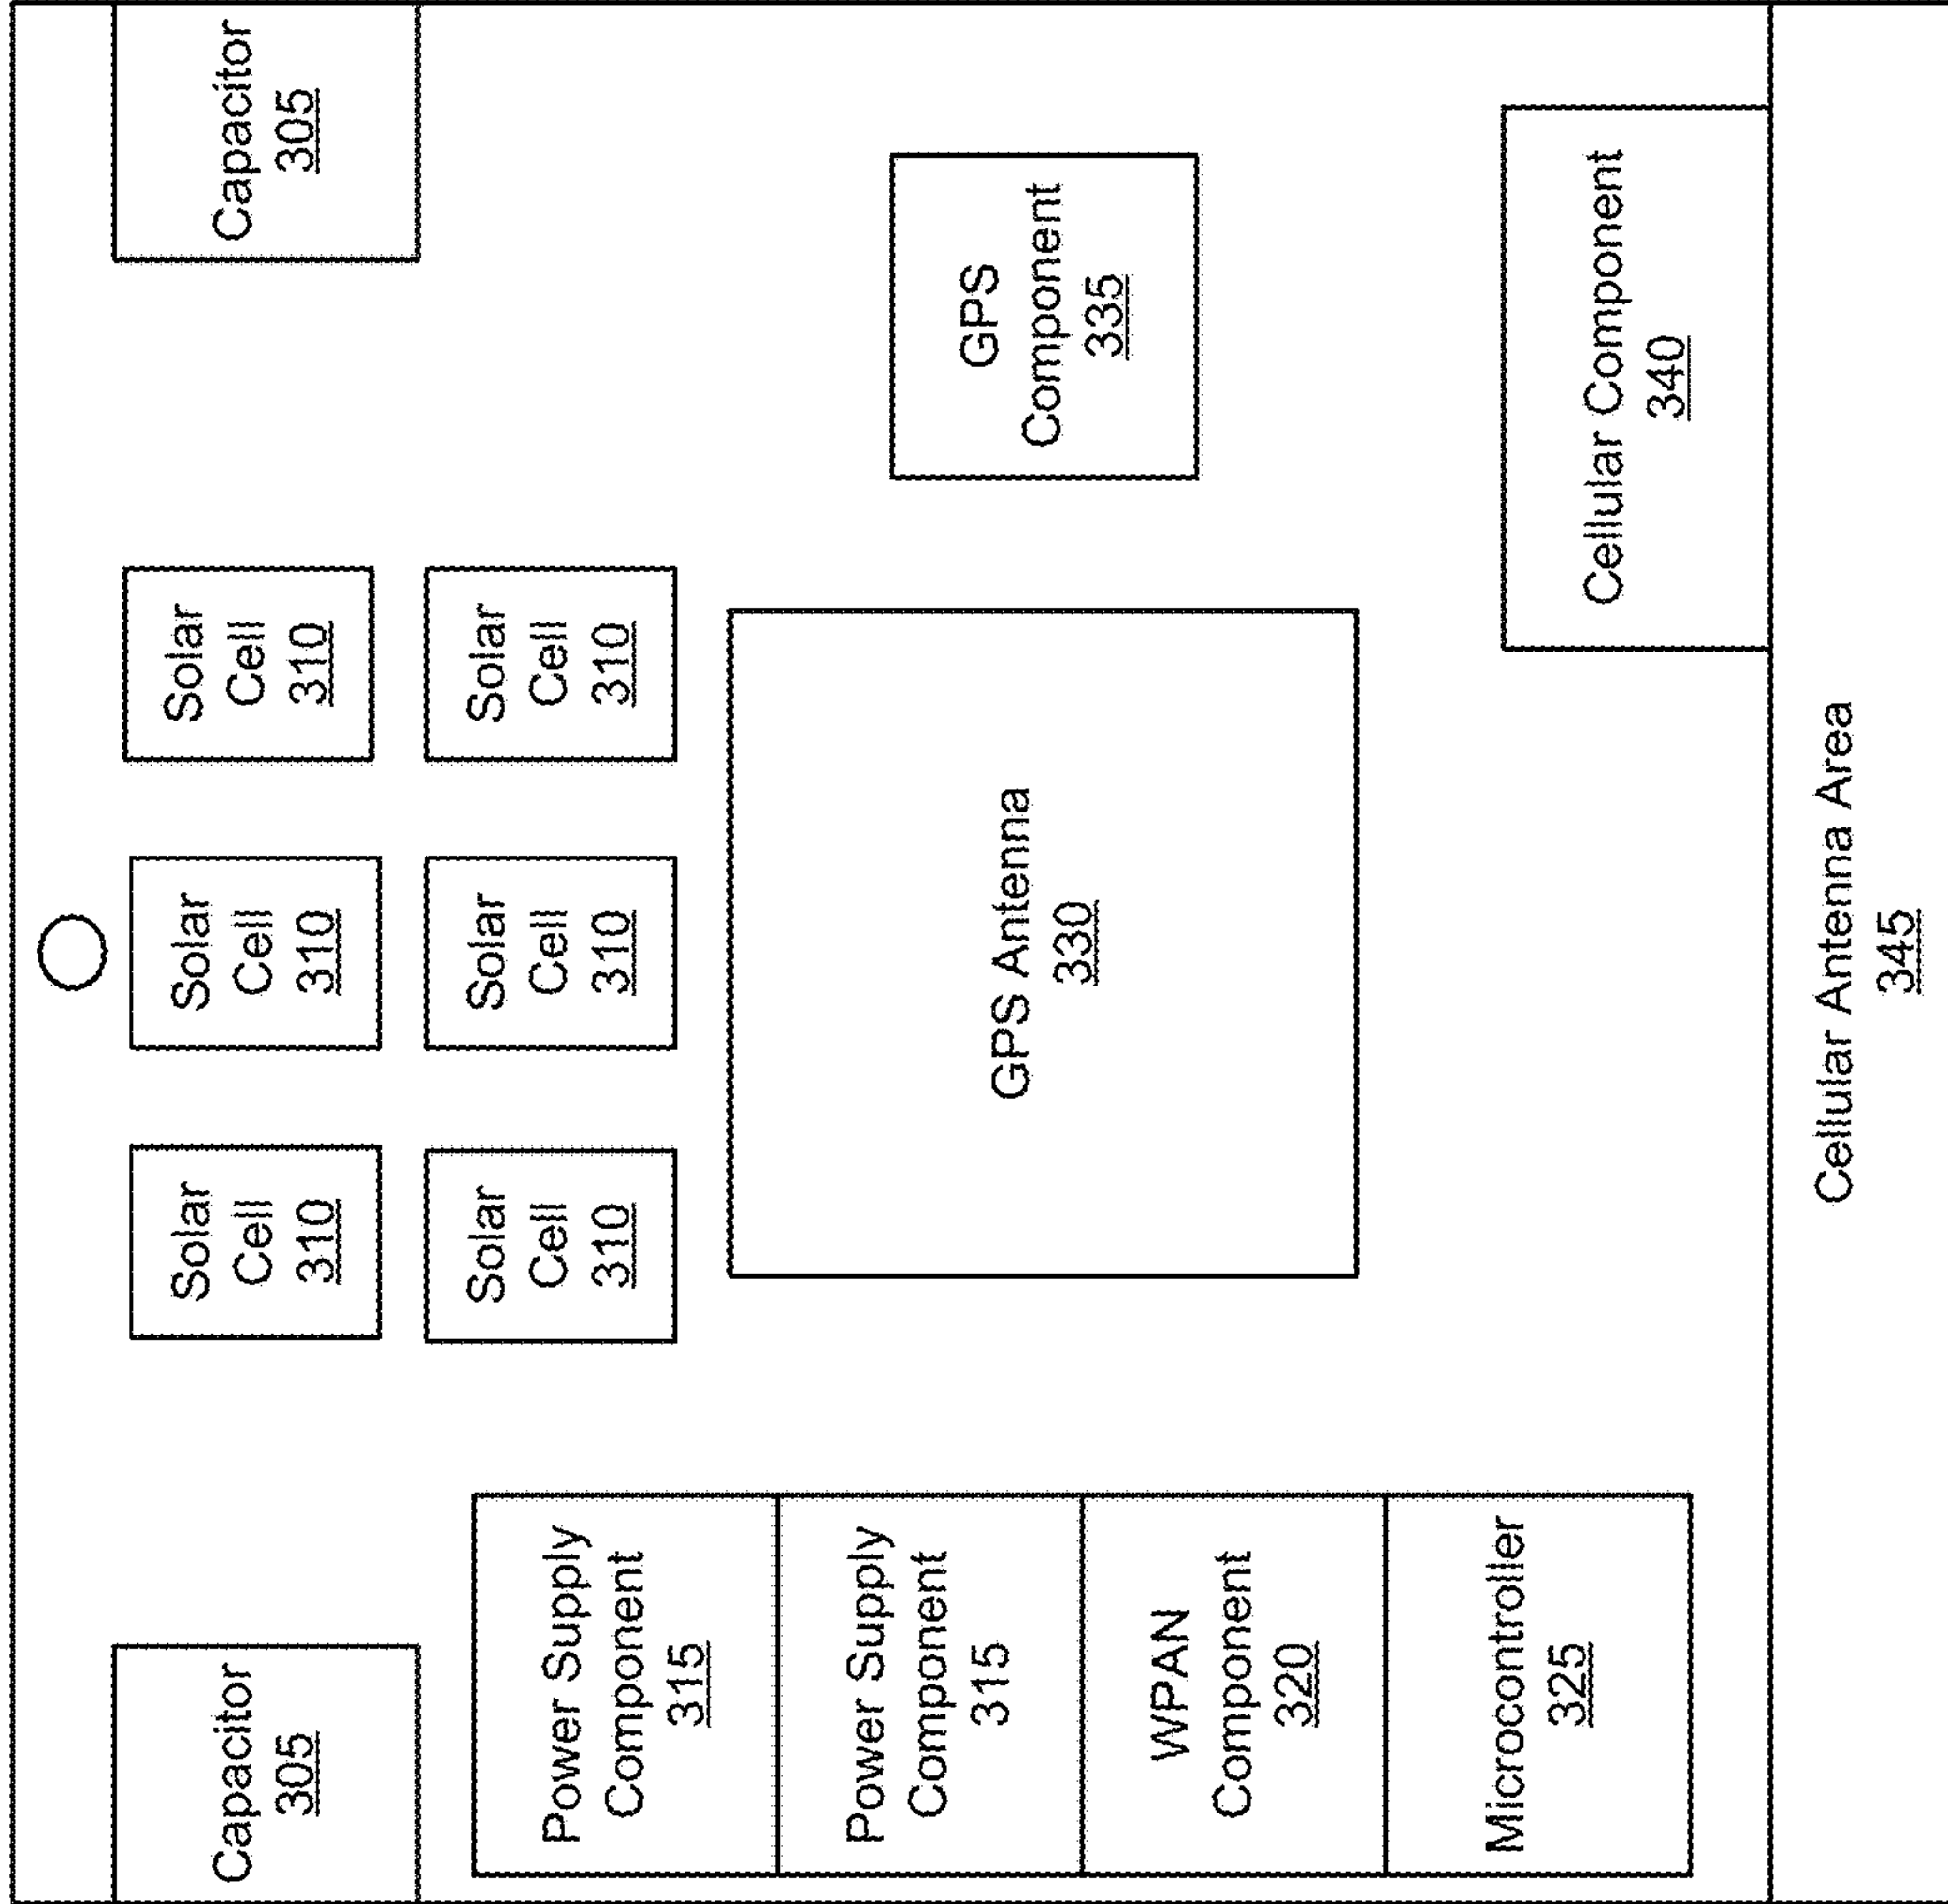 Capacitor
305
Solar
Cell
310
Solar
Cell
310
Solar
Cell
310
Capacitor
305
Solar
Cell
310
Solar
Cell
310
Solar
Cell
310
Power Supply
Component
315
Power Supply
Component
315
WPAN
Component
320
Microcontroller
325
GPS Antenna
330
GPS
Component
335
Cellular Component
340
Cellular Antenna Area
345